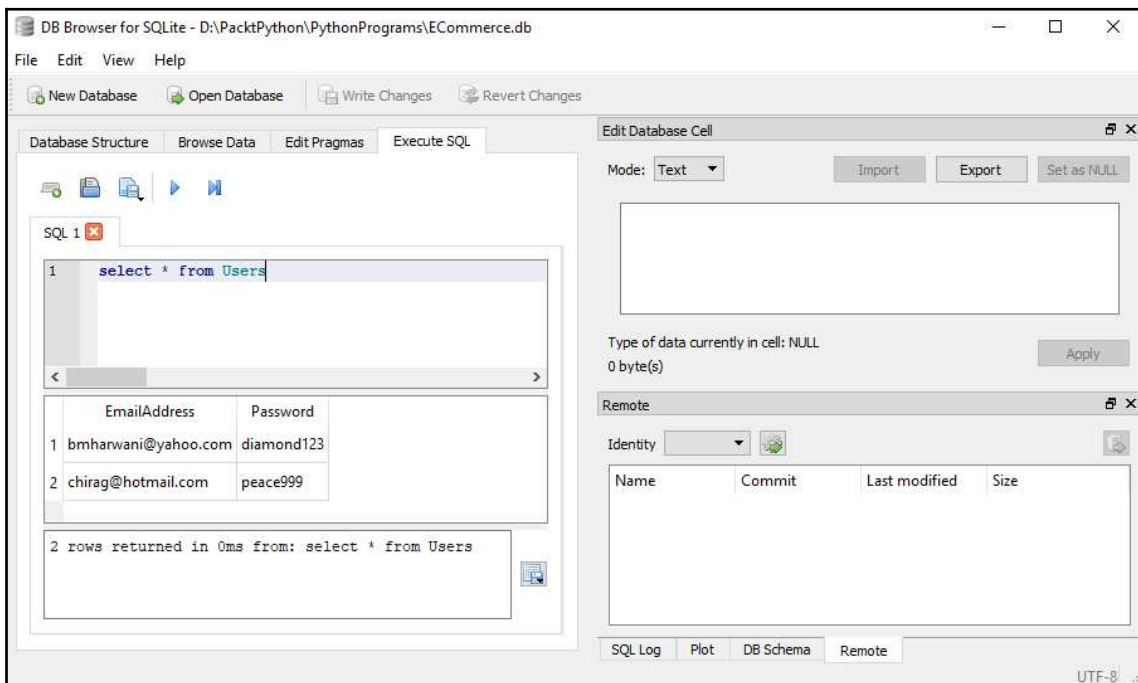 DB Browser for SQLite - D:\PacktPython\PythonPrograms\ECommerce.db
File Edit View Help
New Database Open Database Write Changes Revert Changes
Database Structure Browse Data Edit Pragmas Execute SQL
SQL 1
1 select * from Users
EmailAddress Password
1 bmharwani@yahoo.com diamond123
2 chirag@hotmail.com peace999
2 rows returned in 0ms from: select * from Users
Edit Database Cell
Mode: Text Import Export Set as NULL
Type of data currently in cell: NULL
0 byte(s)
Apply
Remote
Identity
Name Commit Last modified Size
SQL Log Plot DB Schema Remote
UTF-8